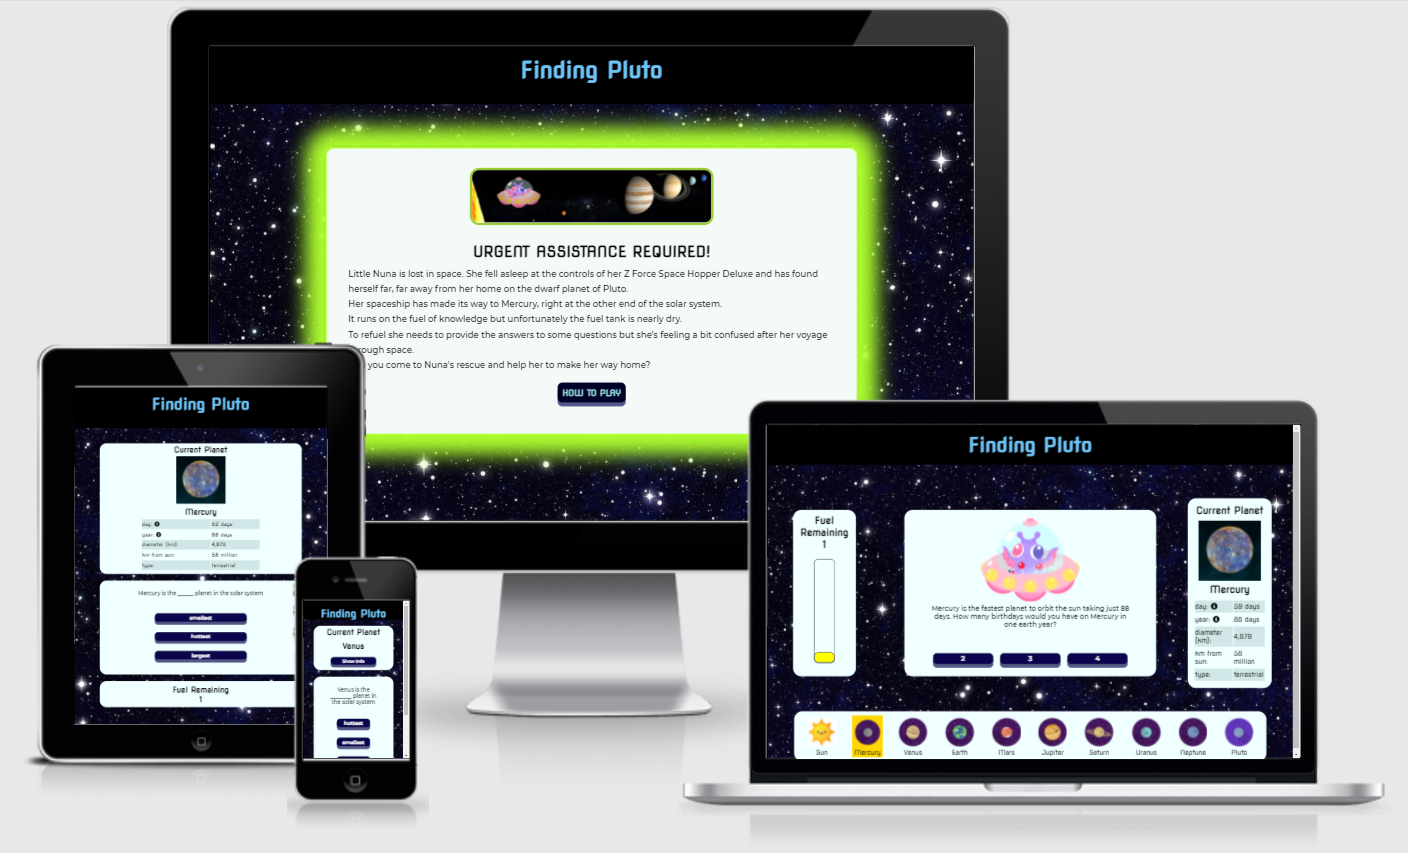 Finding Pluto
URGENT ASSISTANCE REQUIRED!
Little Nuna is lost in space. She fell asleep at the controls of her Z Force Space Hopper Deluxe and has found
herself far, far away from her home on the dwarf planet of Pluto.
Her spaceship has made its way to Mercury, right at the other end of the solar system.
It runs on the fuel of knowledge but unfortunately the fuel tank is nearly dry.
To refuel she needs to provide the answers to some questions but she's feeling a bit confused after her voyage
rough space.
you come to Nuna's rescue and help her to make her way home?
HOW TO PLAY
Finding Pluto
Current Planet
Mercury
day: 59 days
year: 88 days
diameter (km): 4,879
km from sun: 58 million
type: terrestrial
Mercury is the _____ planet in the solar system
smallest
hottest
largest
Fuel Remaining
1
Finding Pluto
Current Planet
Venus
Show Info
Venus is the
______ planet in
the solar system
hottest
smallest
Finding Pluto
Fuel
Remaining
1
Mercury is the fastest planet to orbit the sun taking just 88
days. How many birthdays would you have on Mercury in
one earth year?
2 3 4
Current Planet
Mercury
day: 59 days
year: 88 days
diameter
(km): 4,879
km from 58
sun: million
type: terrestrial
Sun Mercury Venus Earth Mars Jupiter Saturn Uranus Neptune Pluto